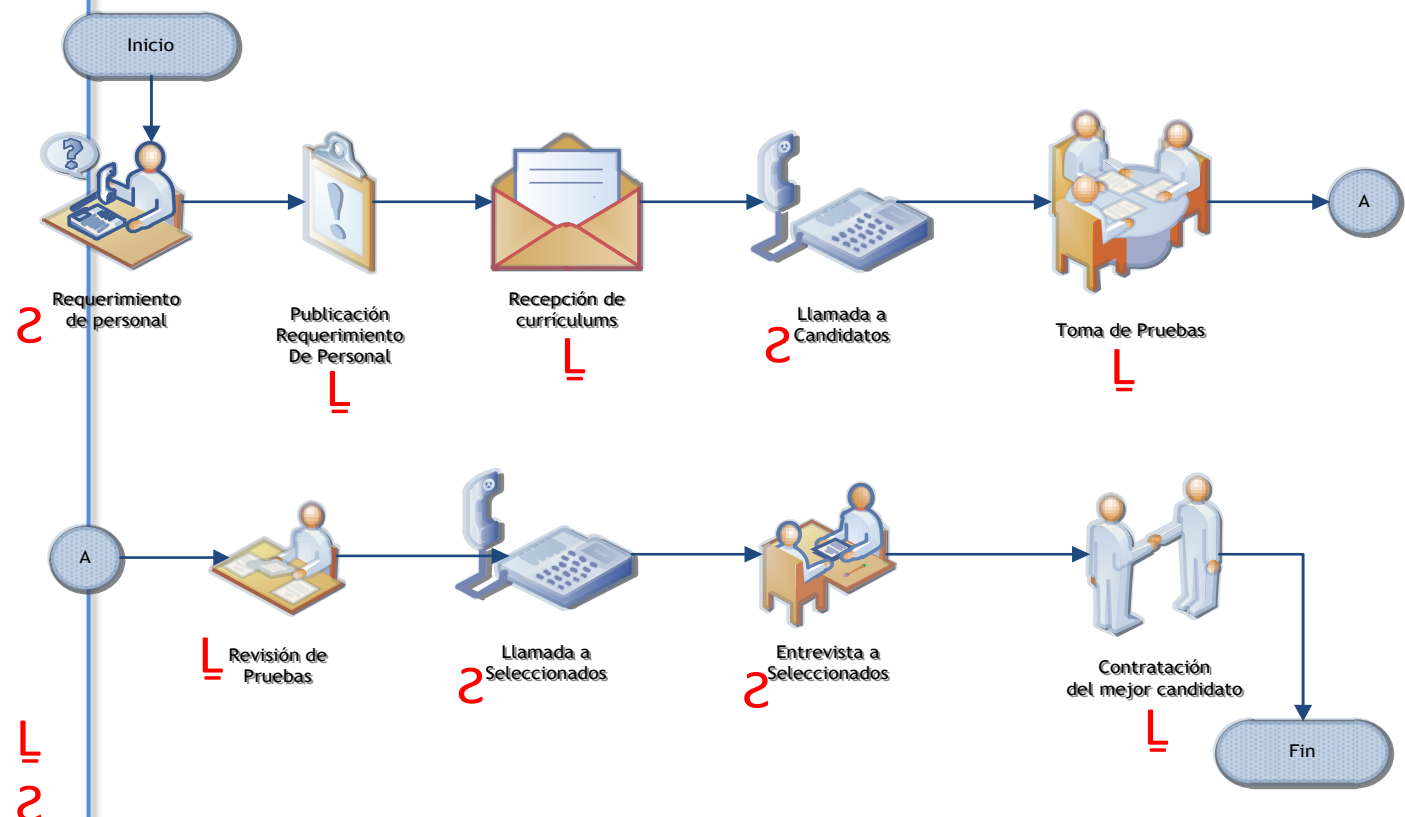 Inicio
Requerimiento
de personal
Publicación
Requerimiento
De Personal
Recepción de
currículums
Llamada a
Candidatos
Toma de Pruebas
A
A
Revisión de
Pruebas
Llamada a
Seleccionados
Entrevista a
Seleccionados
Contratación
del mejor candidato
Fin